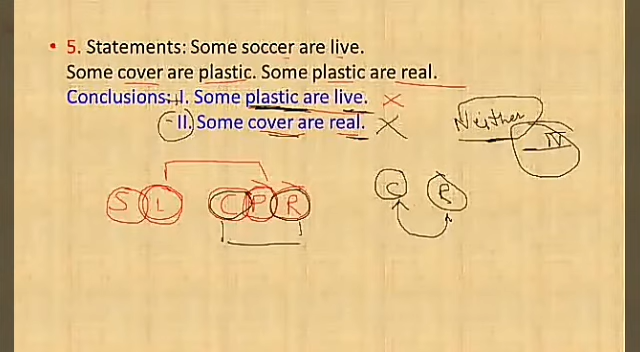 • 5. Statements: Some soccer are live.
Some cover are plastic. Some plastic are real.
Conclusions: I. Some plastic are live. X
II. Some cover are real. X
Neither
IV
S L C P R C R